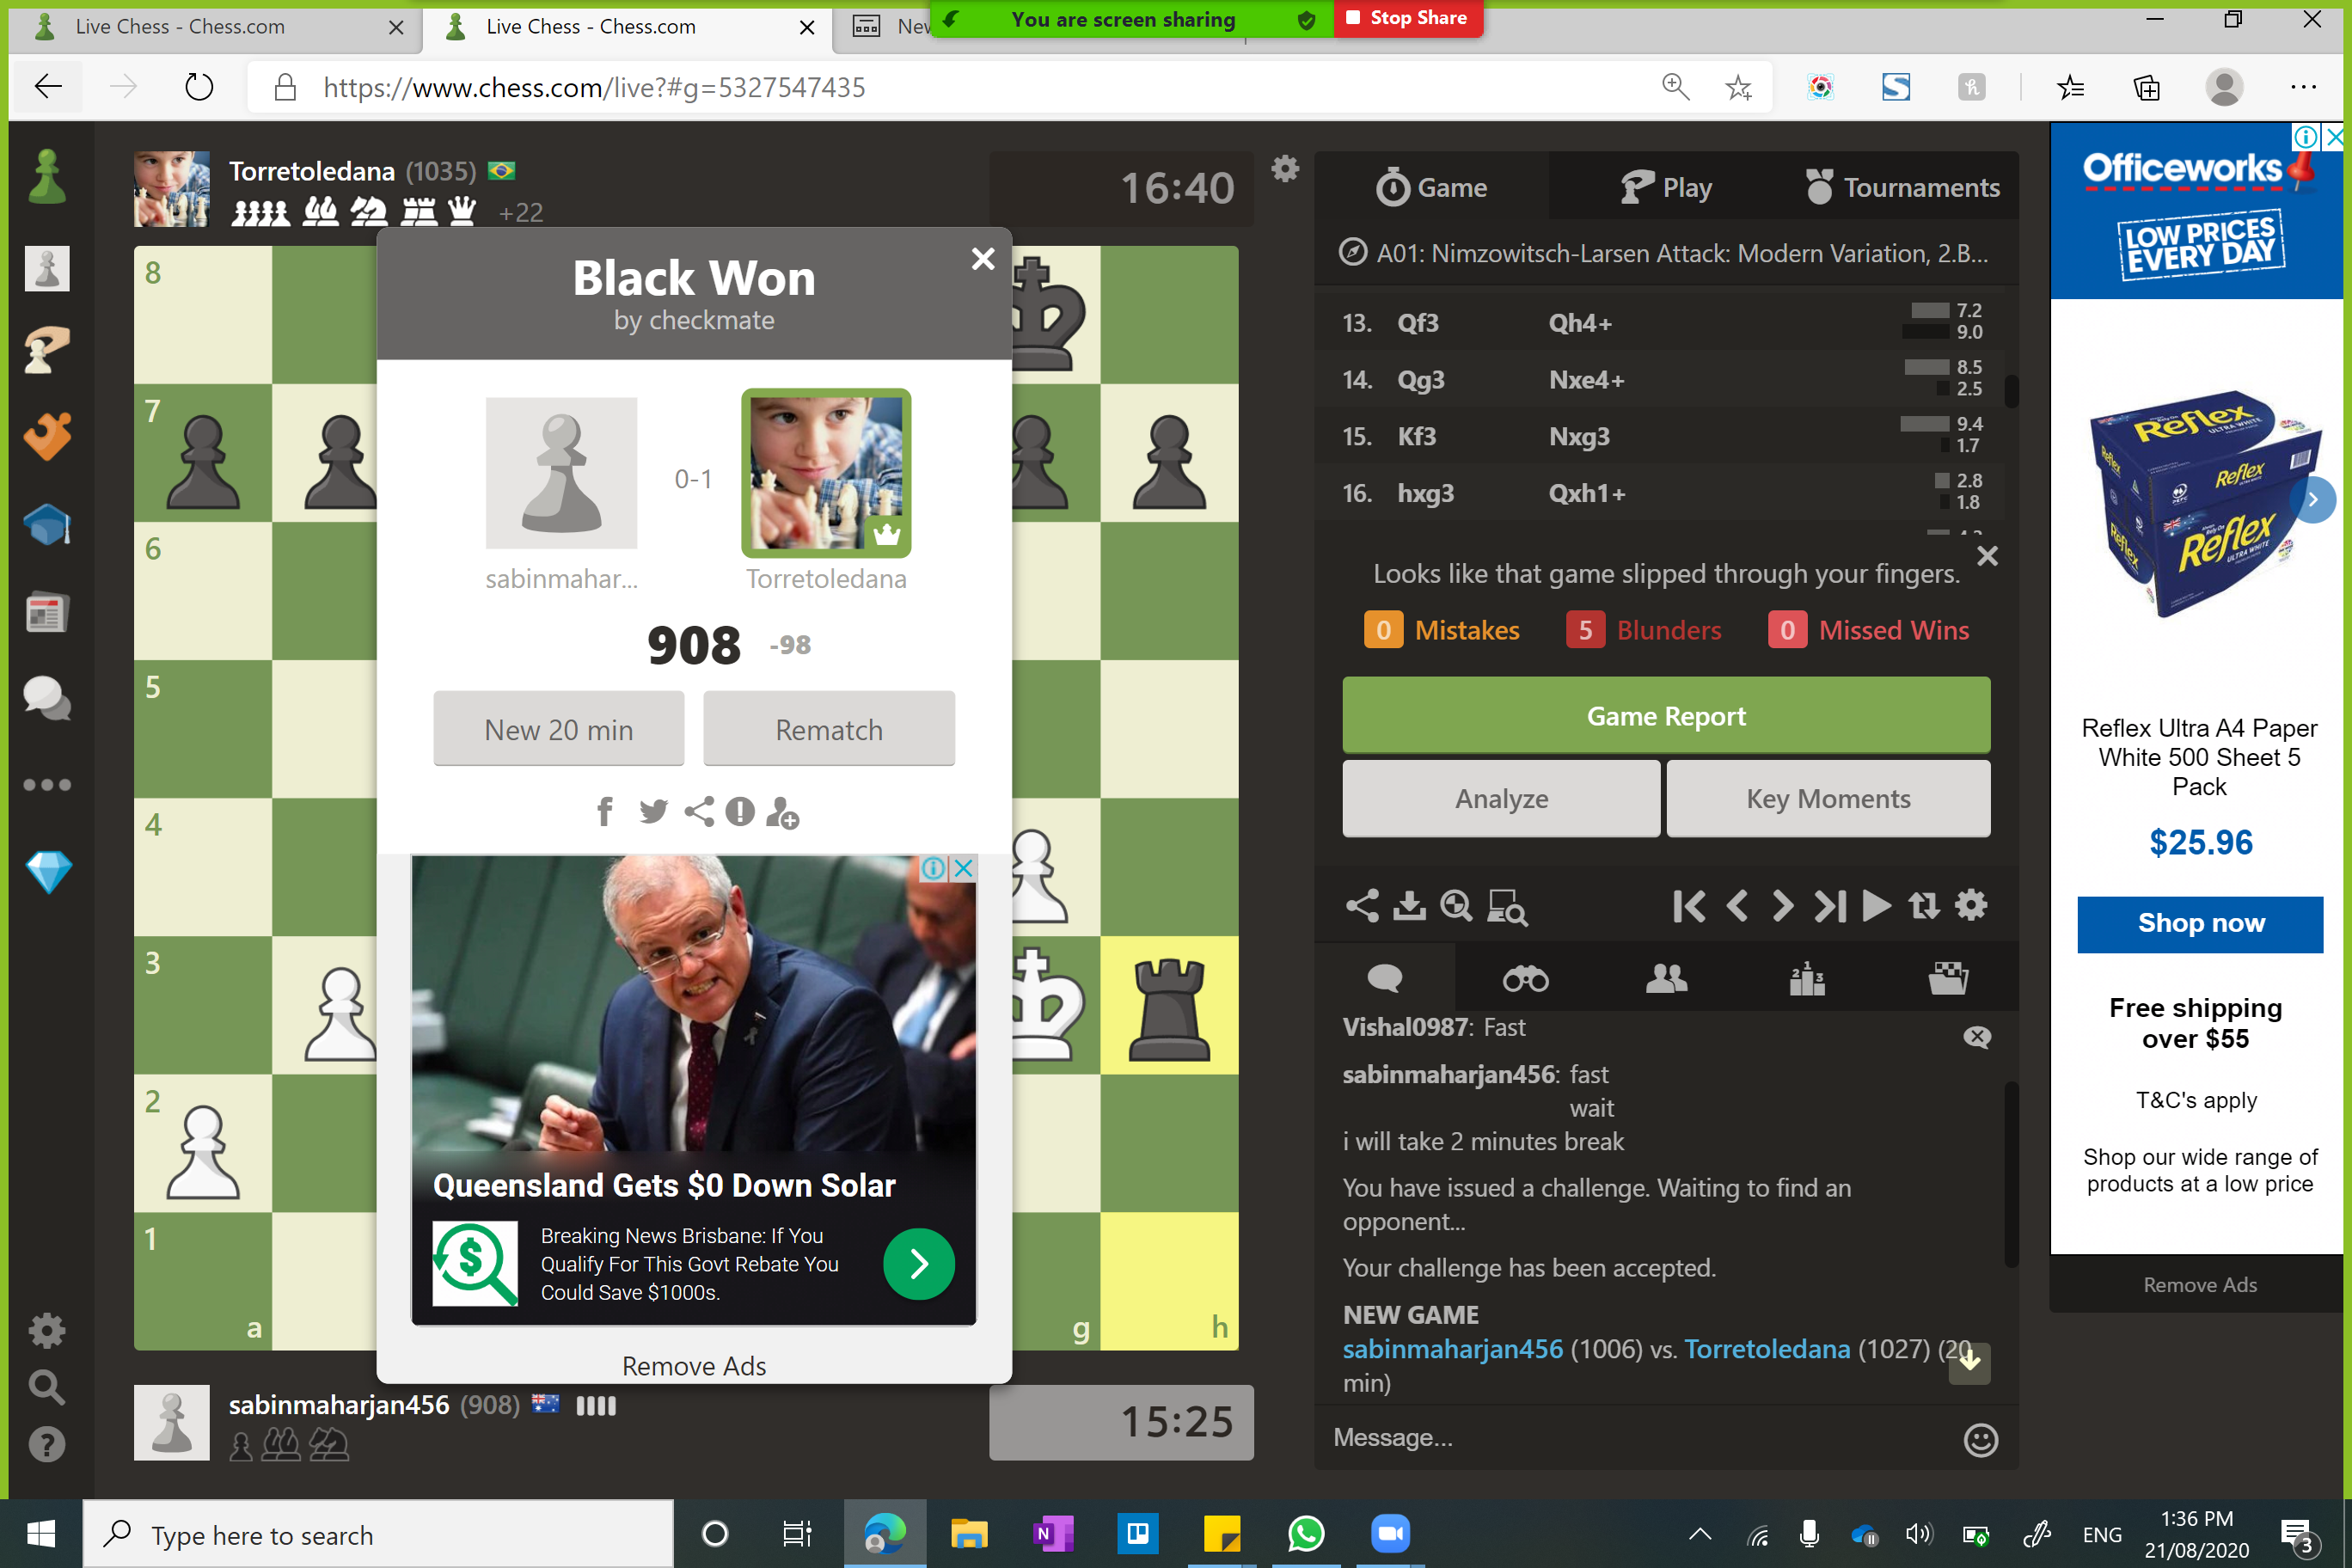 Live Chess - Chess.com
Live Chess - Chess.com
New
You are screen sharing
Stop Share
https://www.chess.com/live?#g=5327547435
Torretoledana (1035)
+22
16:40
8
7
6
5
4
3
2
1
a
g
h
Black Won
by checkmate
0-1
sabinmahar...
Torretoledana
908 -98
New 20 min
Rematch
Queensland Gets $0 Down Solar
Breaking News Brisbane: If You
Qualify For This Govt Rebate You
Could Save $1000s.
Remove Ads
sabinmaharjan456 (908)
15:25
Game
Play
Tournaments
A01: Nimzowitsch-Larsen Attack: Modern Variation, 2.B...
13. Qf3 Qh4+ 7.2
9.0
14. Qg3 Nxe4+ 8.5
2.5
15. Kf3 Nxg3 9.4
1.7
16. hxg3 Qxh1+ 2.8
1.8
Looks like that game slipped through your fingers.
0 Mistakes 5 Blunders 0 Missed Wins
Game Report
Analyze
Key Moments
Vishal0987: Fast
sabinmaharjan456: fast
wait
i will take 2 minutes break
You have issued a challenge. Waiting to find an
opponent...
Your challenge has been accepted.
NEW GAME
sabinmaharjan456 (1006) vs. Torretoledana (1027) (20
min)
Message...
Officeworks
LOW PRICES
EVERY DAY
Reflex
ULTRA WHITE
Reflex
Reflex
Reflex
ULTRA WHITE
Reflex Ultra A4 Paper
White 500 Sheet 5
Pack
$25.96
Shop now
Free shipping
over $55
T&C's apply
Shop our wide range of
products at a low price
Remove Ads
Type here to search
ENG
1:36 PM
21/08/2020
3